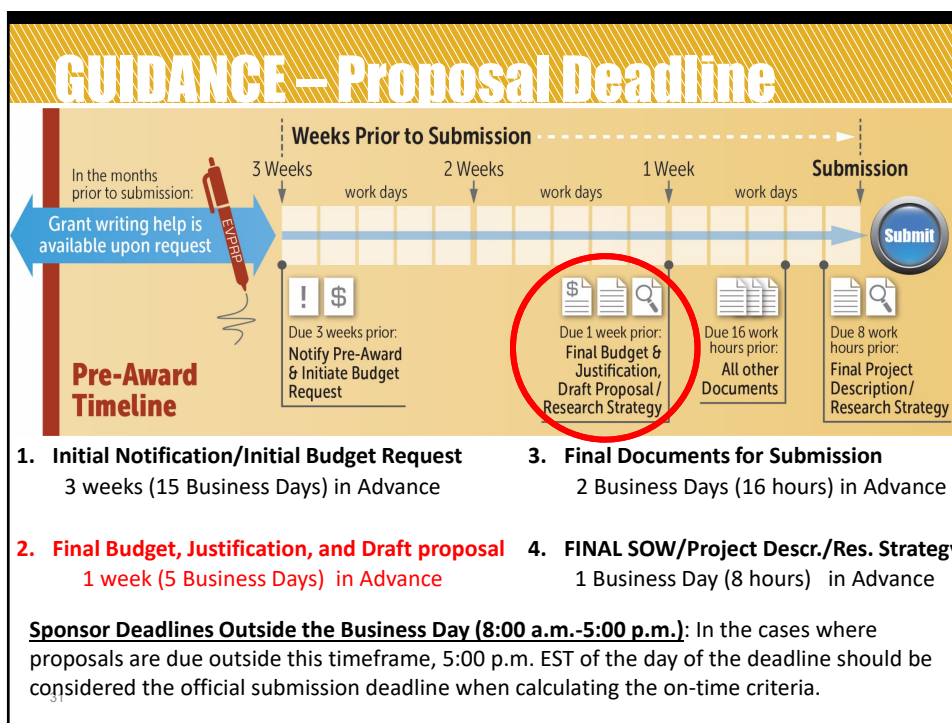 GUIDANCE – Proposal Deadline
Weeks Prior to Submission
In the months
prior to submission:
3 Weeks
2 Weeks
1 Week
Submission
work days
work days
work days
Grant writing help is
available upon request
EVPRP
Submit
! $
$
Due 3 weeks prior:
Notify Pre-Award
& Initiate Budget
Request
Due 1 week prior:
Final Budget &
Justification,
Draft Proposal/
Research Strategy
Due 16 work
hours prior:
All other
Documents
Due 8 work
hours prior:
Final Project
Description/
Research Strategy
Pre-Award
Timeline
1. Initial Notification/Initial Budget Request
3 weeks (15 Business Days) in Advance
2. Final Budget, Justification, and Draft proposal
1 week (5 Business Days) in Advance
3. Final Documents for Submission
2 Business Days (16 hours) in Advance
4. FINAL SOW/Project Descr./Res. Strategy
1 Business Day (8 hours) in Advance
Sponsor Deadlines Outside the Business Day (8:00 a.m.-5:00 p.m.): In the cases where
proposals are due outside this timeframe, 5:00 p.m. EST of the day of the deadline should be
considered the official submission deadline when calculating the on-time criteria.
31